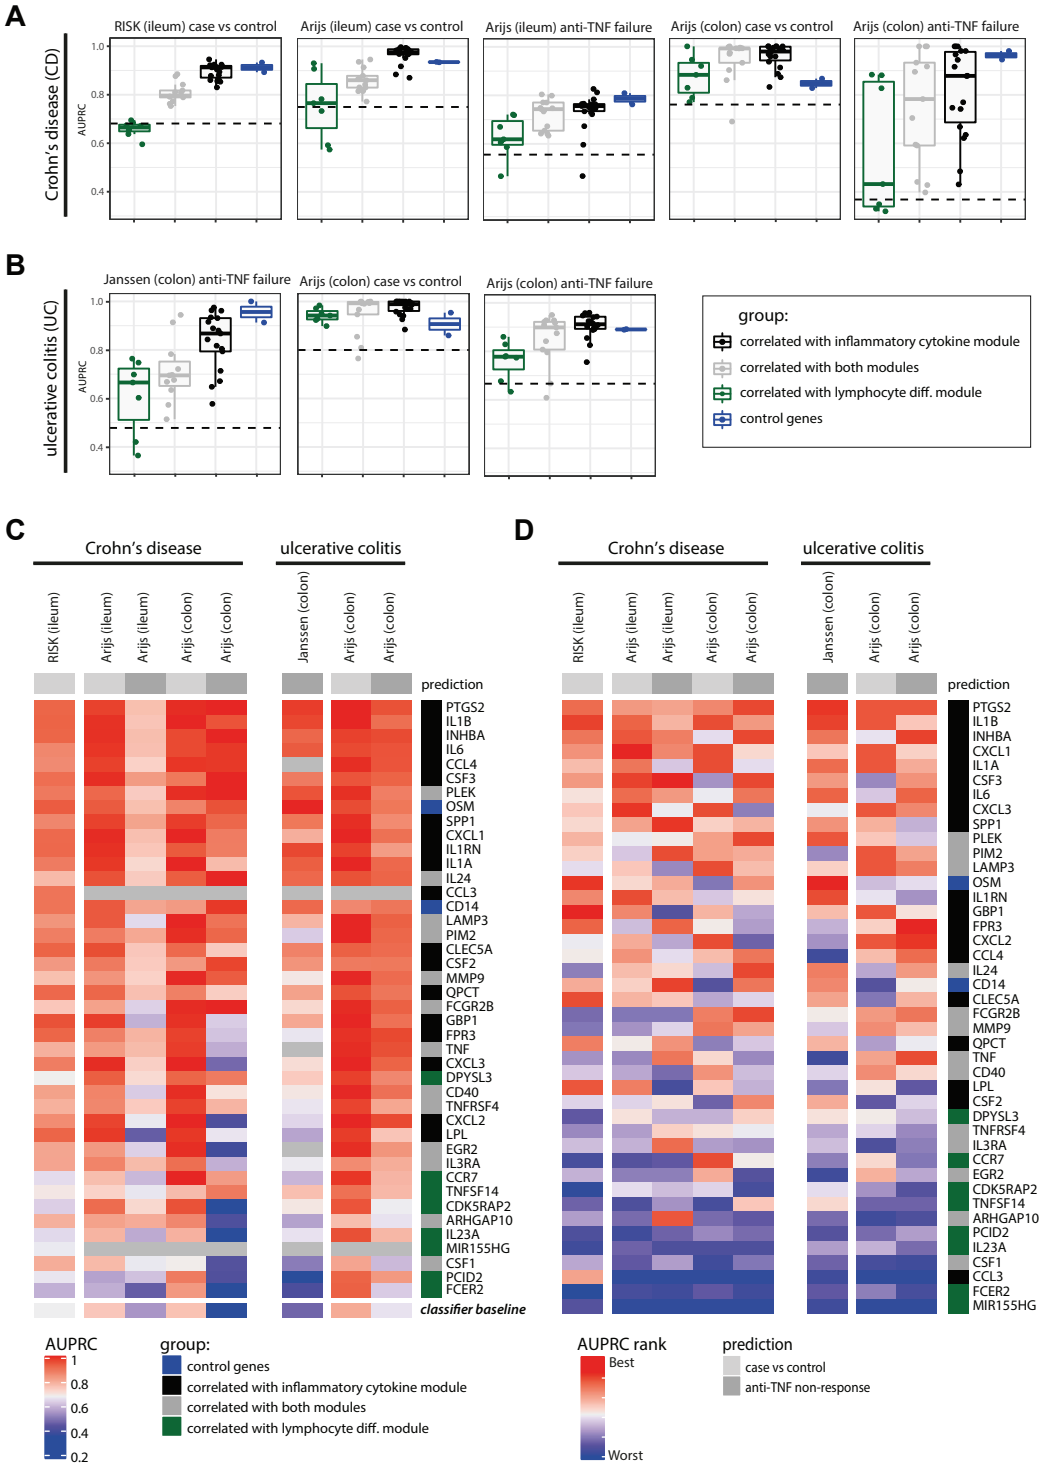 A
RISK (ileum) case vs control
Arijs (ileum) case vs control
Arijs (ileum) anti-TNF failure
Arijs (colon) case vs control
Arijs (colon) anti-TNF failure
Crohn's disease (CD)
AUPRC
1.0
0.8
0.6
0.4
B
Janssen (colon) anti-TNF failure
Arijs (colon) case vs control
Arijs (colon) anti-TNF failure
ulcerative colitis (UC)
AUPRC
1.0
0.8
0.6
0.4
group:
correlated with inflammatory cytokine module
correlated with both modules
correlated with lymphocyte diff. module
control genes
C
Crohn's disease
ulcerative colitis
RISK (ileum)
Arijs (ileum)
Arijs (ileum)
Arijs (colon)
Arijs (colon)
Janssen (colon)
Arijs (colon)
Arijs (colon)
prediction
PTGS2
IL1B
INHBA
IL6
CCL4
CSF3
PLEK
OSM
SPP1
CXCL1
IL1RN
IL1A
IL24
CCL3
CD14
LAMP3
PIM2
CLEC5A
CSF2
MMP9
QPCT
FCGR2B
GBP1
FPR3
TNF
CXCL3
DPYSL3
CD40
TNFRSF4
CXCL2
LPL
EGR2
IL3RA
CCR7
TNFSF14
CDK5RAP2
ARHGAP10
IL23A
MIR155HG
CSF1
PCID2
FCER2
classifier baseline
AUPRC
1
0.8
0.6
0.4
0.2
group:
control genes
correlated with inflammatory cytokine module
correlated with both modules
correlated with lymphocyte diff. module
D
Crohn's disease
ulcerative colitis
RISK (ileum)
Arijs (ileum)
Arijs (ileum)
Arijs (colon)
Arijs (colon)
Janssen (colon)
Arijs (colon)
Arijs (colon)
prediction
PTGS2
IL1B
INHBA
CXCL1
IL1A
CSF3
IL6
CXCL3
SPP1
PLEK
PIM2
LAMP3
OSM
IL1RN
GBP1
FPR3
CXCL2
CCL4
IL24
CD14
CLEC5A
FCGR2B
MMP9
QPCT
TNF
CD40
LPL
CSF2
DPYSL3
TNFRSF4
IL3RA
CCR7
EGR2
CDK5RAP2
TNFSF14
ARHGAP10
PCID2
IL23A
CSF1
CCL3
FCER2
MIR155HG
AUPRC rank
Best
Worst
prediction
case vs control
anti-TNF non-response